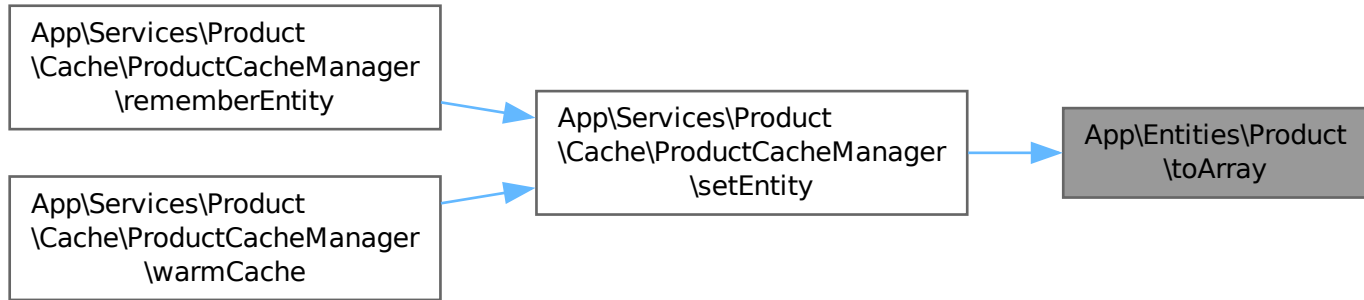 App\Services\Product
\Cache\ProductCacheManager
\rememberEntity
App\Services\Product
\Cache\ProductCacheManager
\warmCache
App\Services\Product
\Cache\ProductCacheManager
\setEntity
App\Entities\Product
\toArray